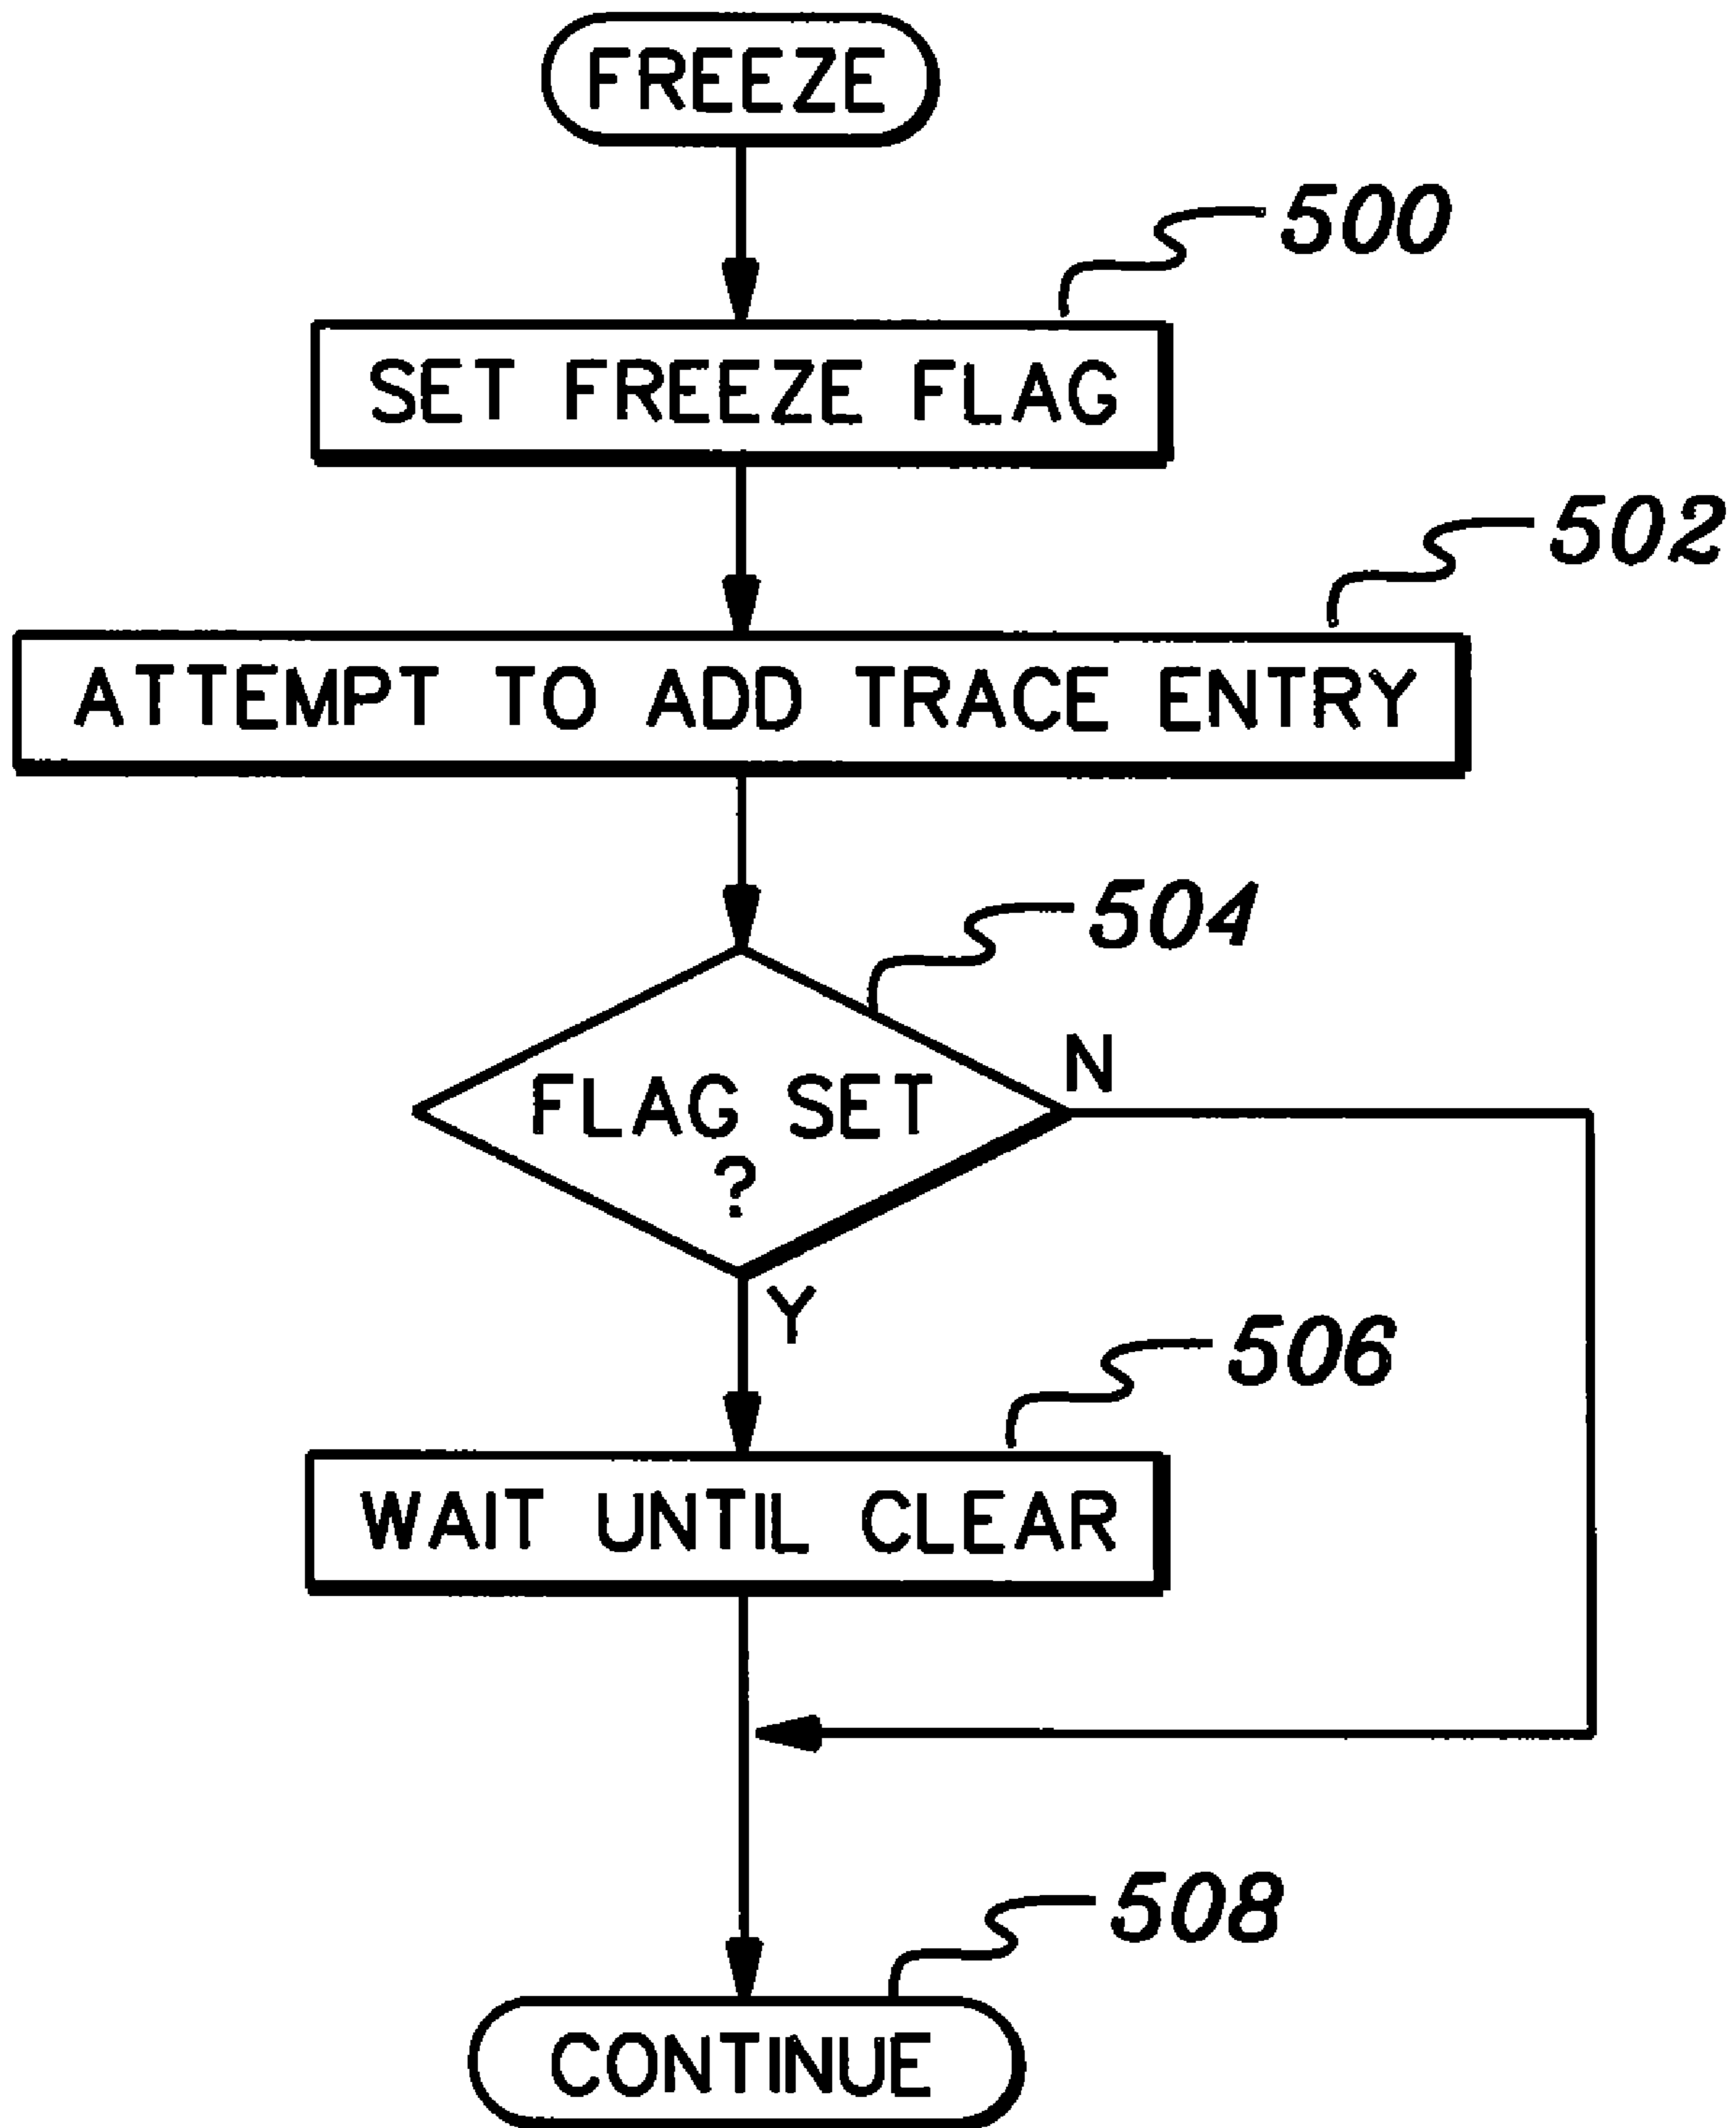 FREEZE
500
SET FREEZE FLAG
502
ATTEMPT TO ADD TRACE ENTRY
504
N
FLAG SET
?
Y
506
WAIT UNTIL CLEAR
508
CONTINUE